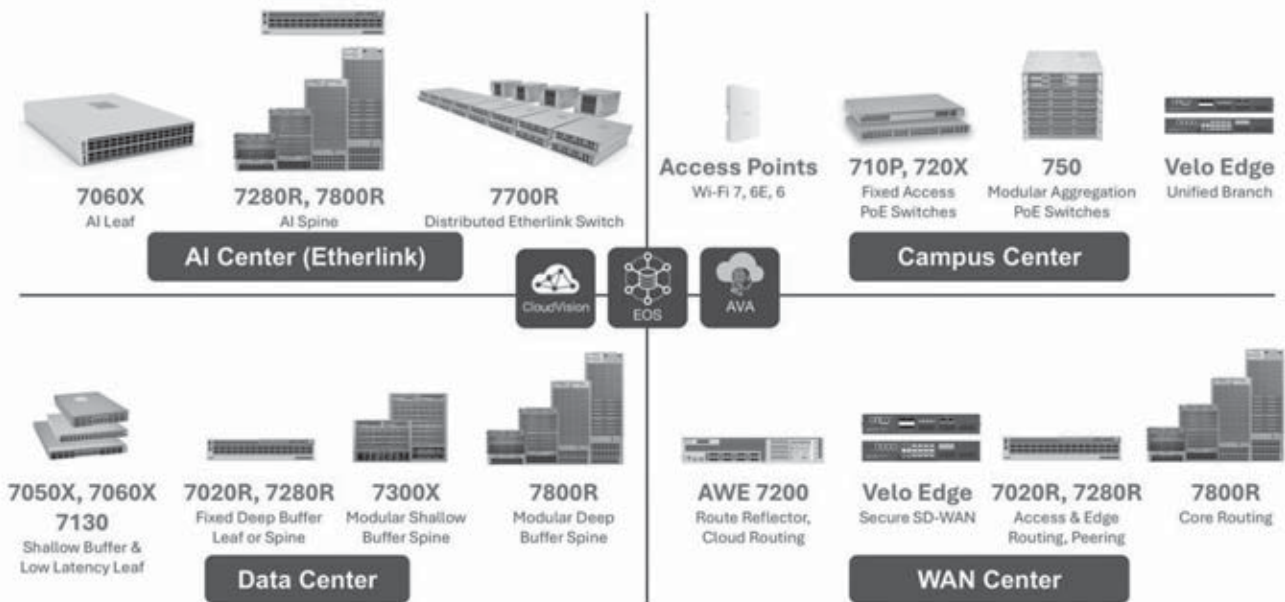 7060X
AI Leaf
7280R, 7800R
AI Spine
7700R
Distributed Etherlink Switch
AI Center (Etherlink)
Access Points
Wi-Fi 7, 6E, 6
710P, 720X
Fixed Access
PoE Switches
750
Modular Aggregation
PoE Switches
Velo Edge
Unified Branch
Campus Center
CloudVision
EOS
AVA
7050X, 7060X
7130
Shallow Buffer &
Low Latency Leaf
7020R, 7280R
Fixed Deep Buffer
Leaf or Spine
7300X
Modular Shallow
Buffer Spine
7800R
Modular Deep
Buffer Spine
Data Center
AWE 7200
Route Reflector,
Cloud Routing
Velo Edge
Secure SD-WAN
7020R, 7280R
Access & Edge
Routing, Peering
7800R
Core Routing
WAN Center